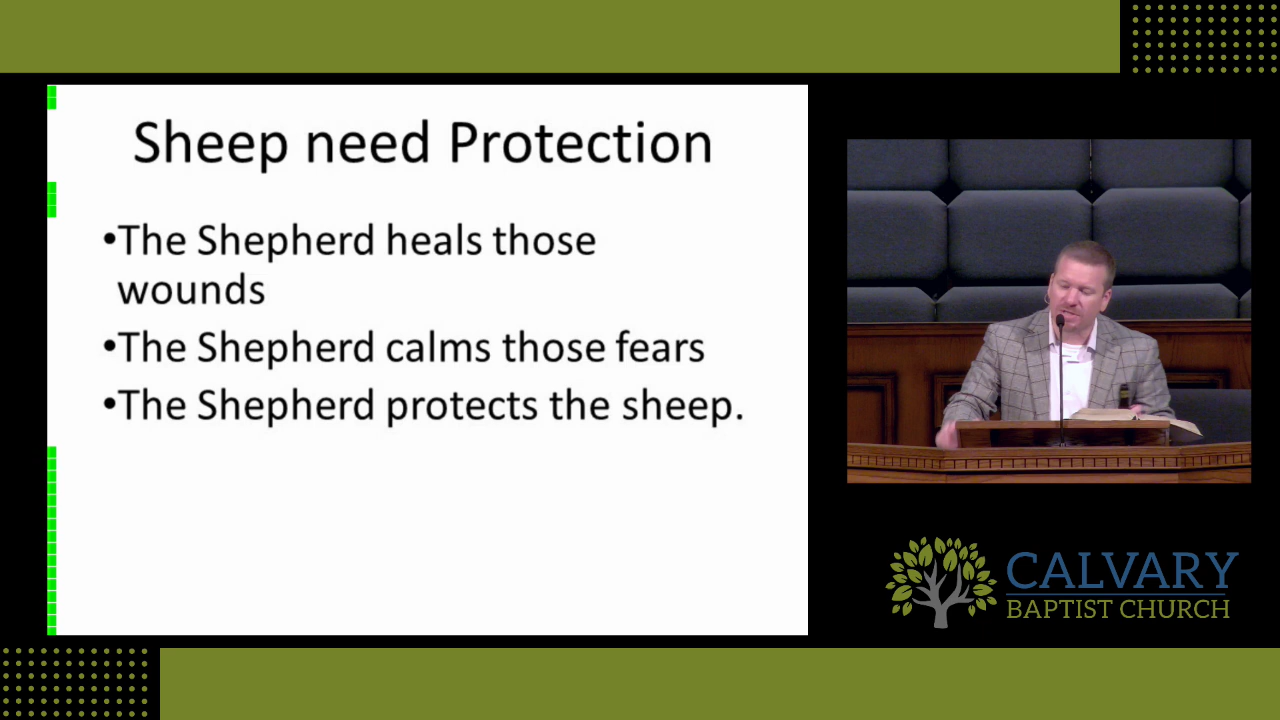 Sheep need Protection
•The Shepherd heals those
wounds
•The Shepherd calms those fears
•The Shepherd protects the sheep.
CALVARY
BAPTIST CHURCH